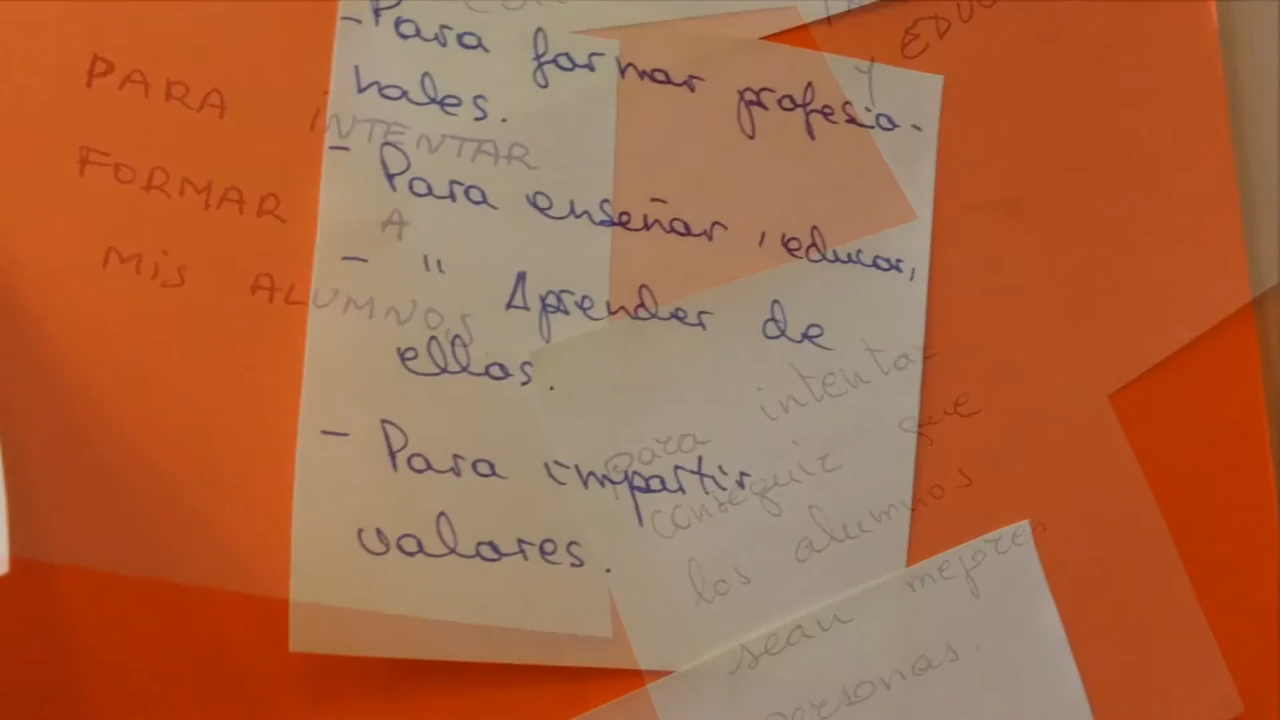 -Para formar profesio-
nales.
- Para enseñar, educar,
- " Aprender de
ellos.
- Para impartir
valores.
PARA INTENTAR
FORMAR A
MIS ALUMNOS
Y EDU
para intentar
conseguir que
los alumnos
sean mejores
personas.